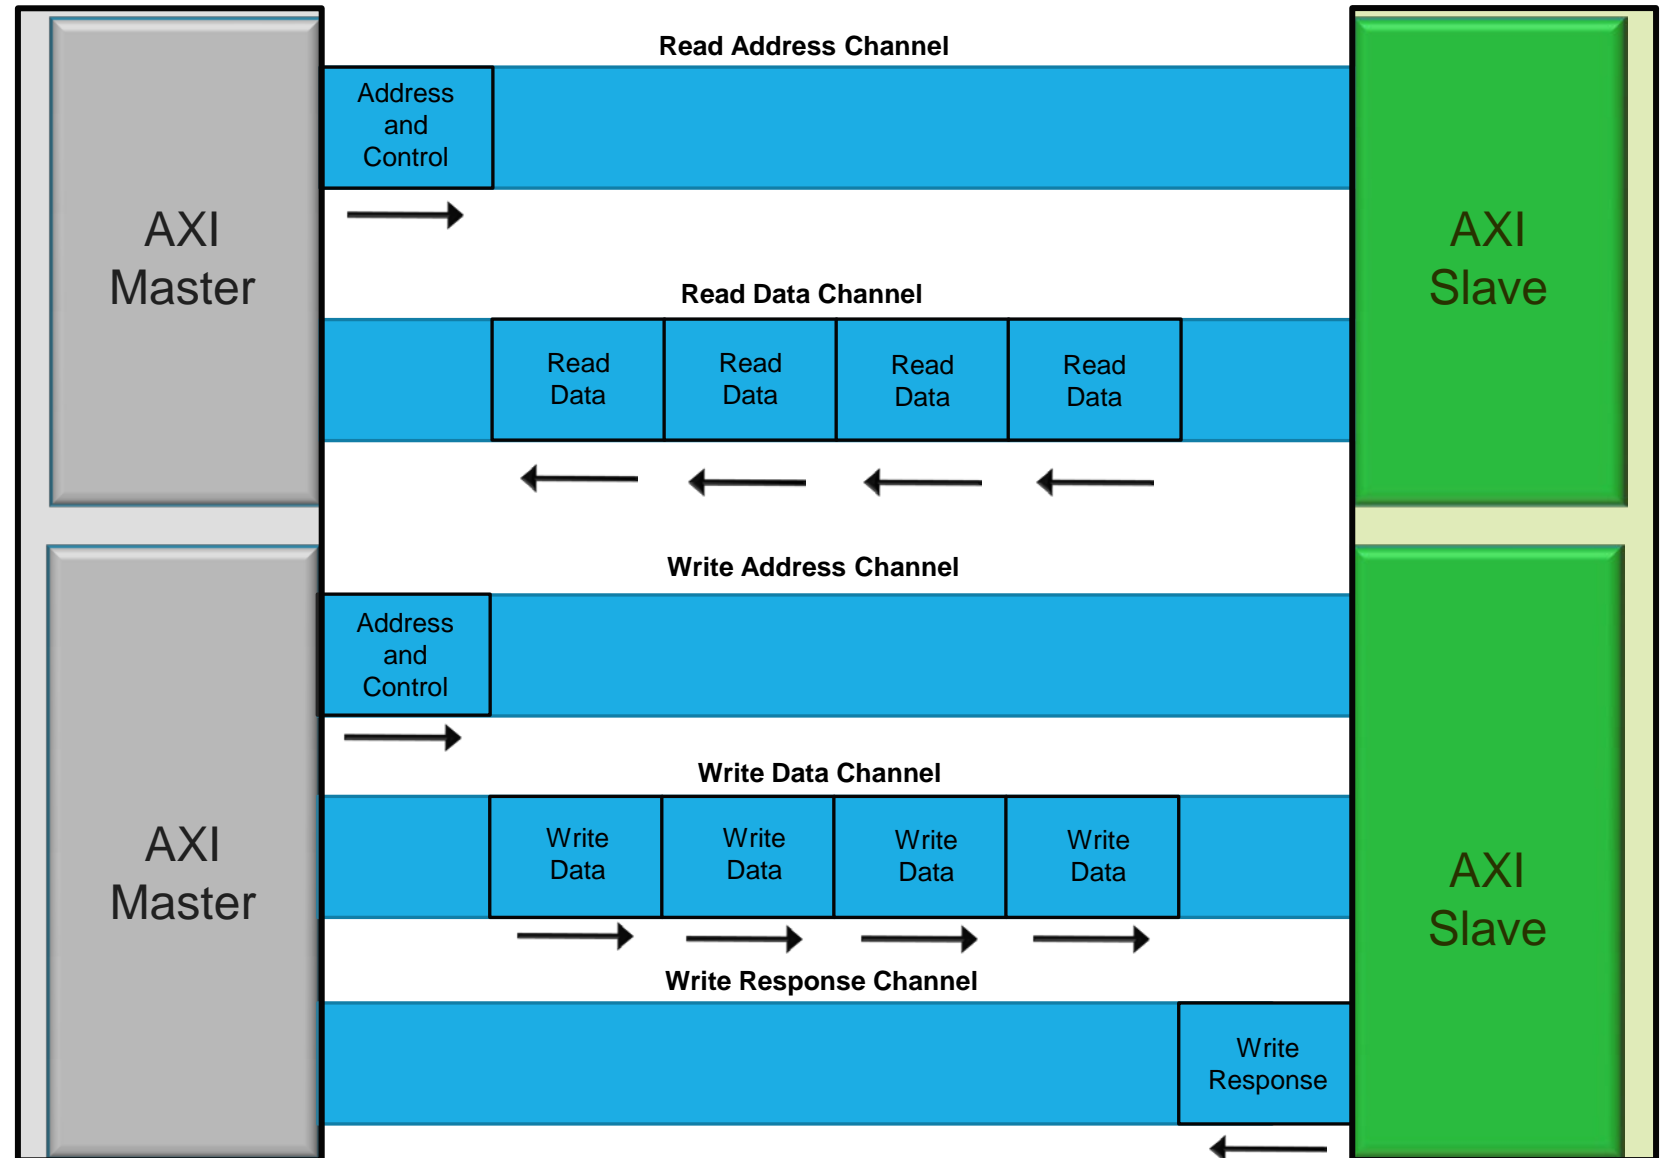 Read Address Channel
Address
and
Control
AXI
Master
AXI
Slave
Read Data Channel
Read
Data
Read
Data
Read
Data
Read
Data
Write Address Channel
Address
and
Control
Write Data Channel
AXI
Master
Write
Data
Write
Data
Write
Data
Write
Data
AXI
Slave
Write Response Channel
Write
Response